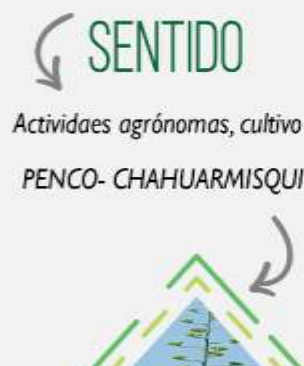 SENTIDO
Actividaes agrónomas, cultivo
PENCO- CHAHUARMISQUI